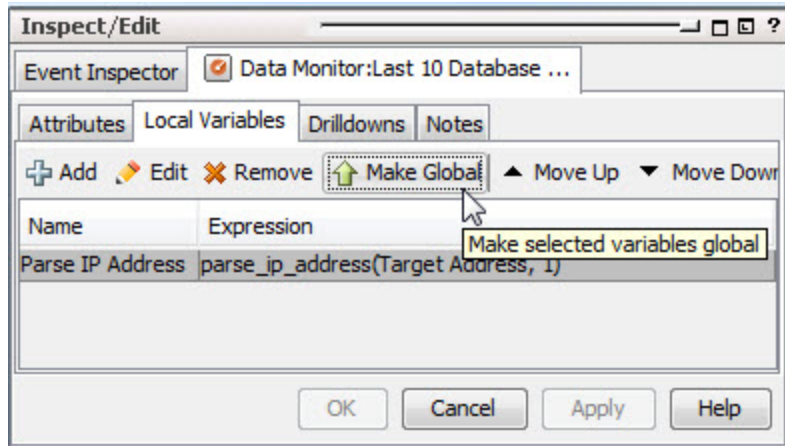 Inspect/Edit ?
Event Inspector Data Monitor:Last 10 Database ...
Attributes Local Variables Drilldowns Notes
Add Edit Remove Make Global Move Up Move Down
Name Expression
Make selected variables global
Parse IP Address parse_ip_address(Target Address, 1)
OK Cancel Apply Help